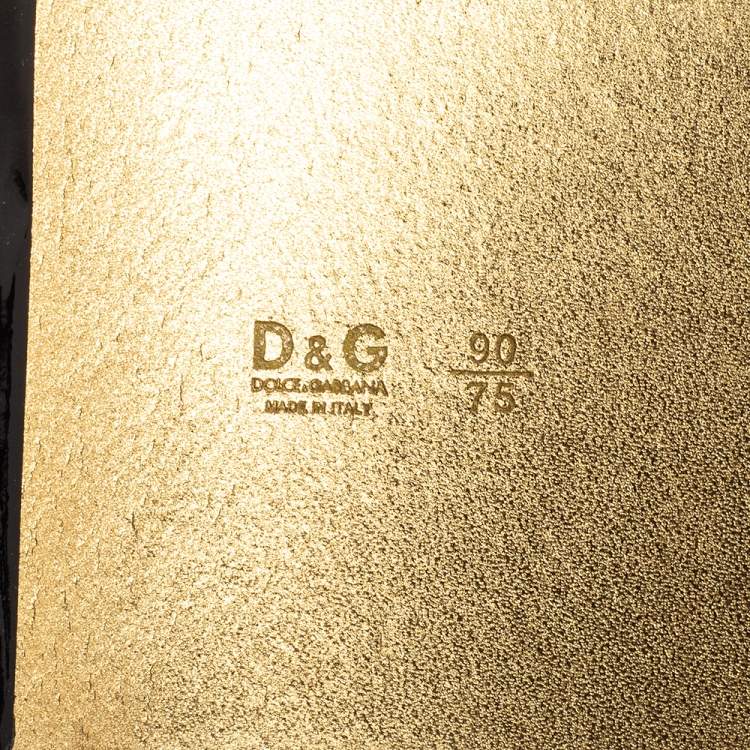 D & G
DOLCE & GABBANA
MADE IN ITALY
90
75